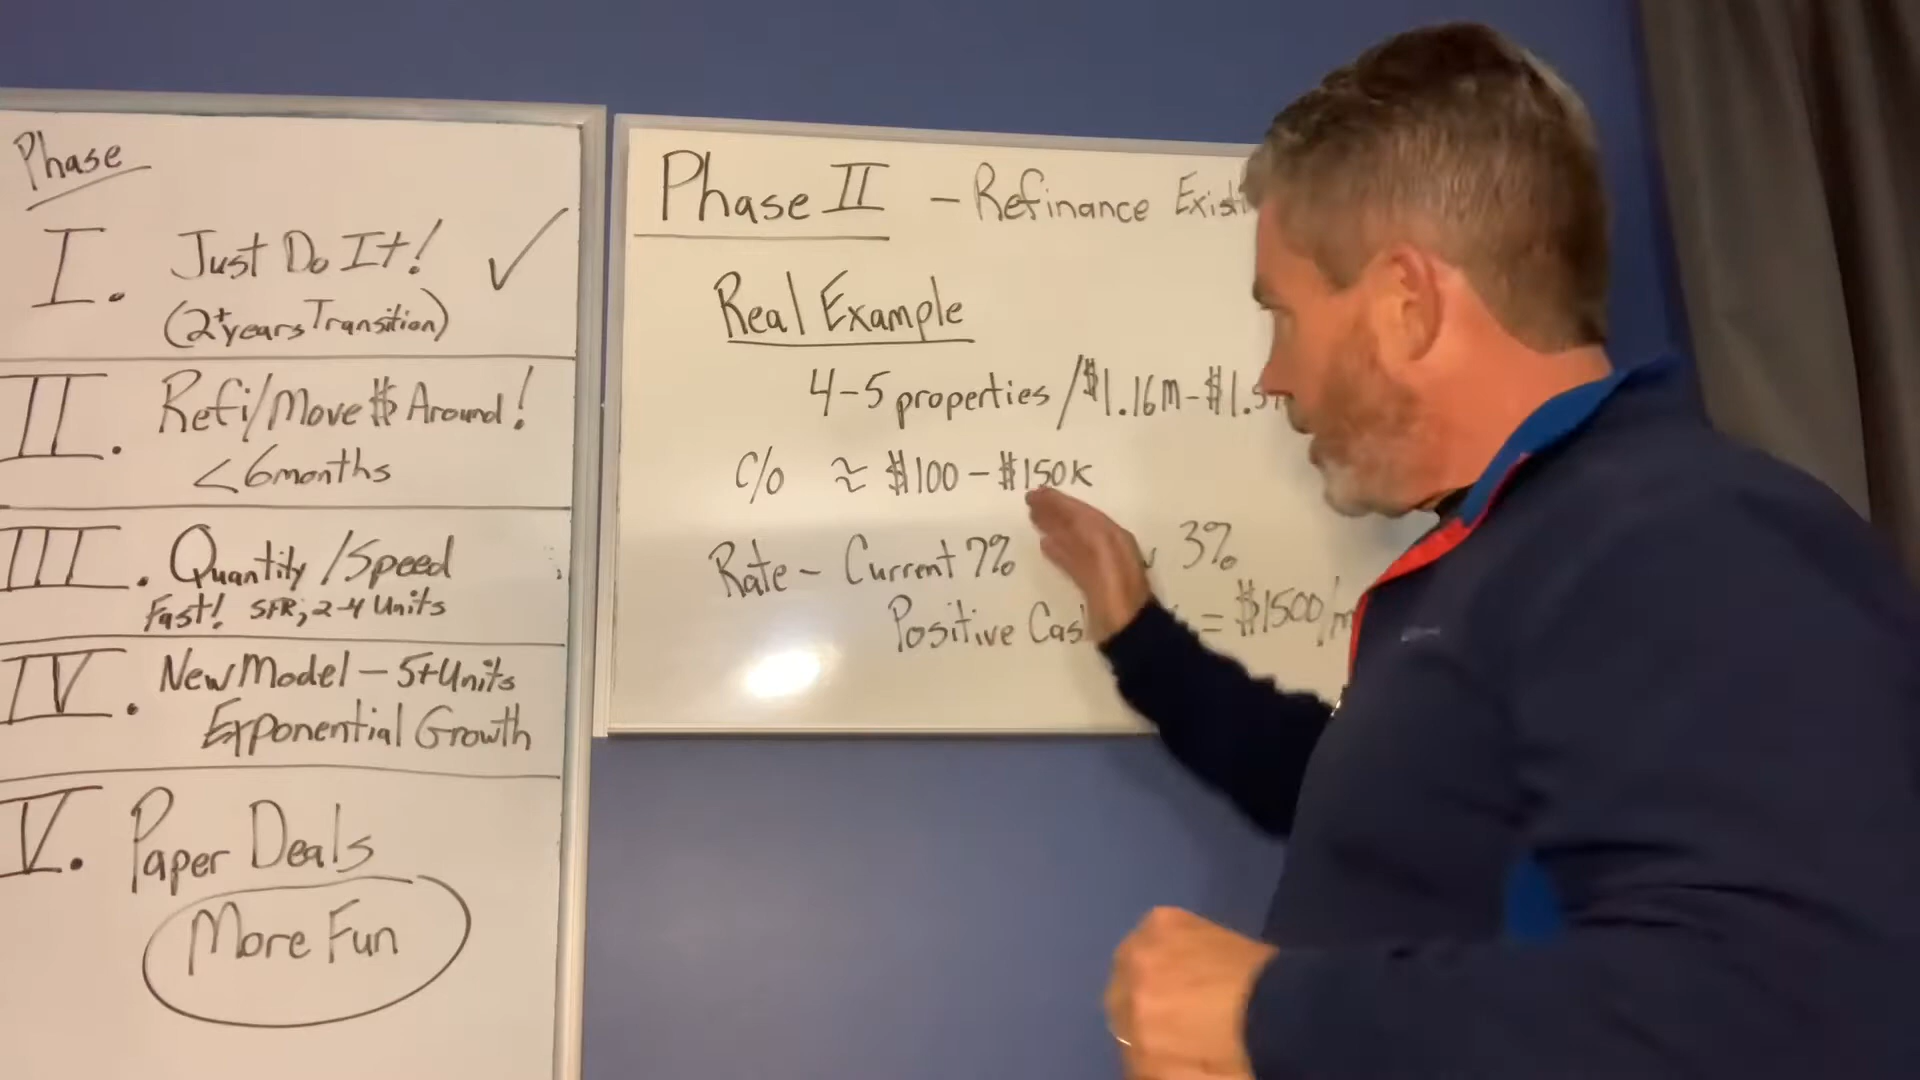 Phase
I. Just Do It! ✓
(2+ years Transition)
II. Refi/Move $ Around!
<6 months
III. Quantity/Speed
Fast! SFR, 2-4 Units
IV. New Model - 5+ Units
Exponential Growth
V. Paper Deals
More Fun
Phase II - Refinance
Real Example
4-5 properties /$1.16m-$1.5
C/O ≈ $100 - $150K
Rate - Current 7% 3%
Positive = $1500/m